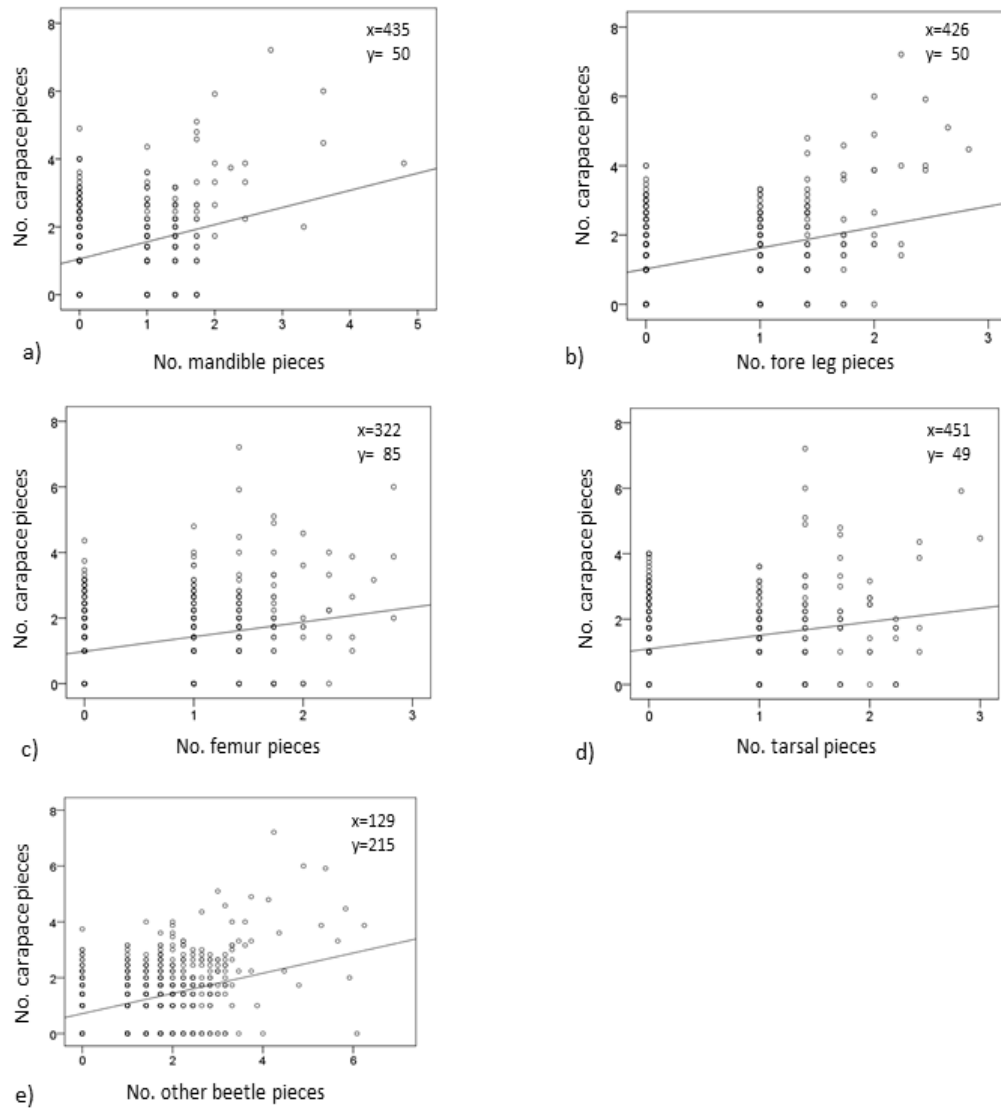 8
6
4
2
0
No. carapace pieces
x=435
y= 50
0 1 2 3 4 5
a)
No. mandible pieces
8
6
4
2
0
No. carapace pieces
x=426
y= 50
0 1 2 3
b)
No. fore leg pieces
8
6
4
2
0
No. carapace pieces
x=322
y= 85
0 1 2 3
c)
No. femur pieces
8
6
4
2
0
No. carapace pieces
x=451
y= 49
0 1 2 3
d)
No. tarsal pieces
8
6
4
2
0
No. carapace pieces
x=129
y=215
0 2 4 6
e)
No. other beetle pieces